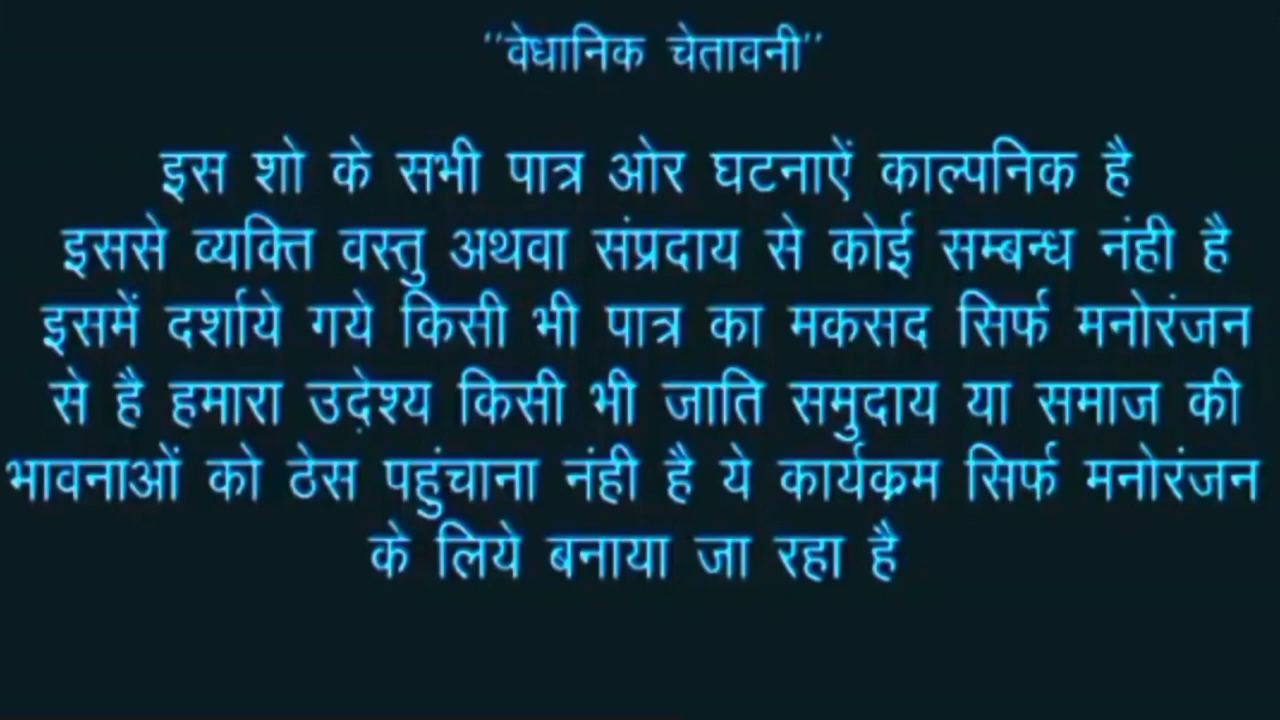 "वेधानिक चेतावनी"
इस शो के सभी पात्र ओर घटनाऐं काल्पनिक है
इससे व्यक्ति वस्तु अथवा संप्रदाय से कोई सम्बन्ध नंही है
इसमें दर्शाये गये किसी भी पात्र का मकसद सिर्फ मनोरंजन
से है हमारा उदे़श्य किसी भी जाति समुदाय या समाज की
भावनाओं को ठेस पहुंचाना नंही है ये कार्यक्रम सिर्फ मनोरंजन
के लिये बनाया जा रहा है